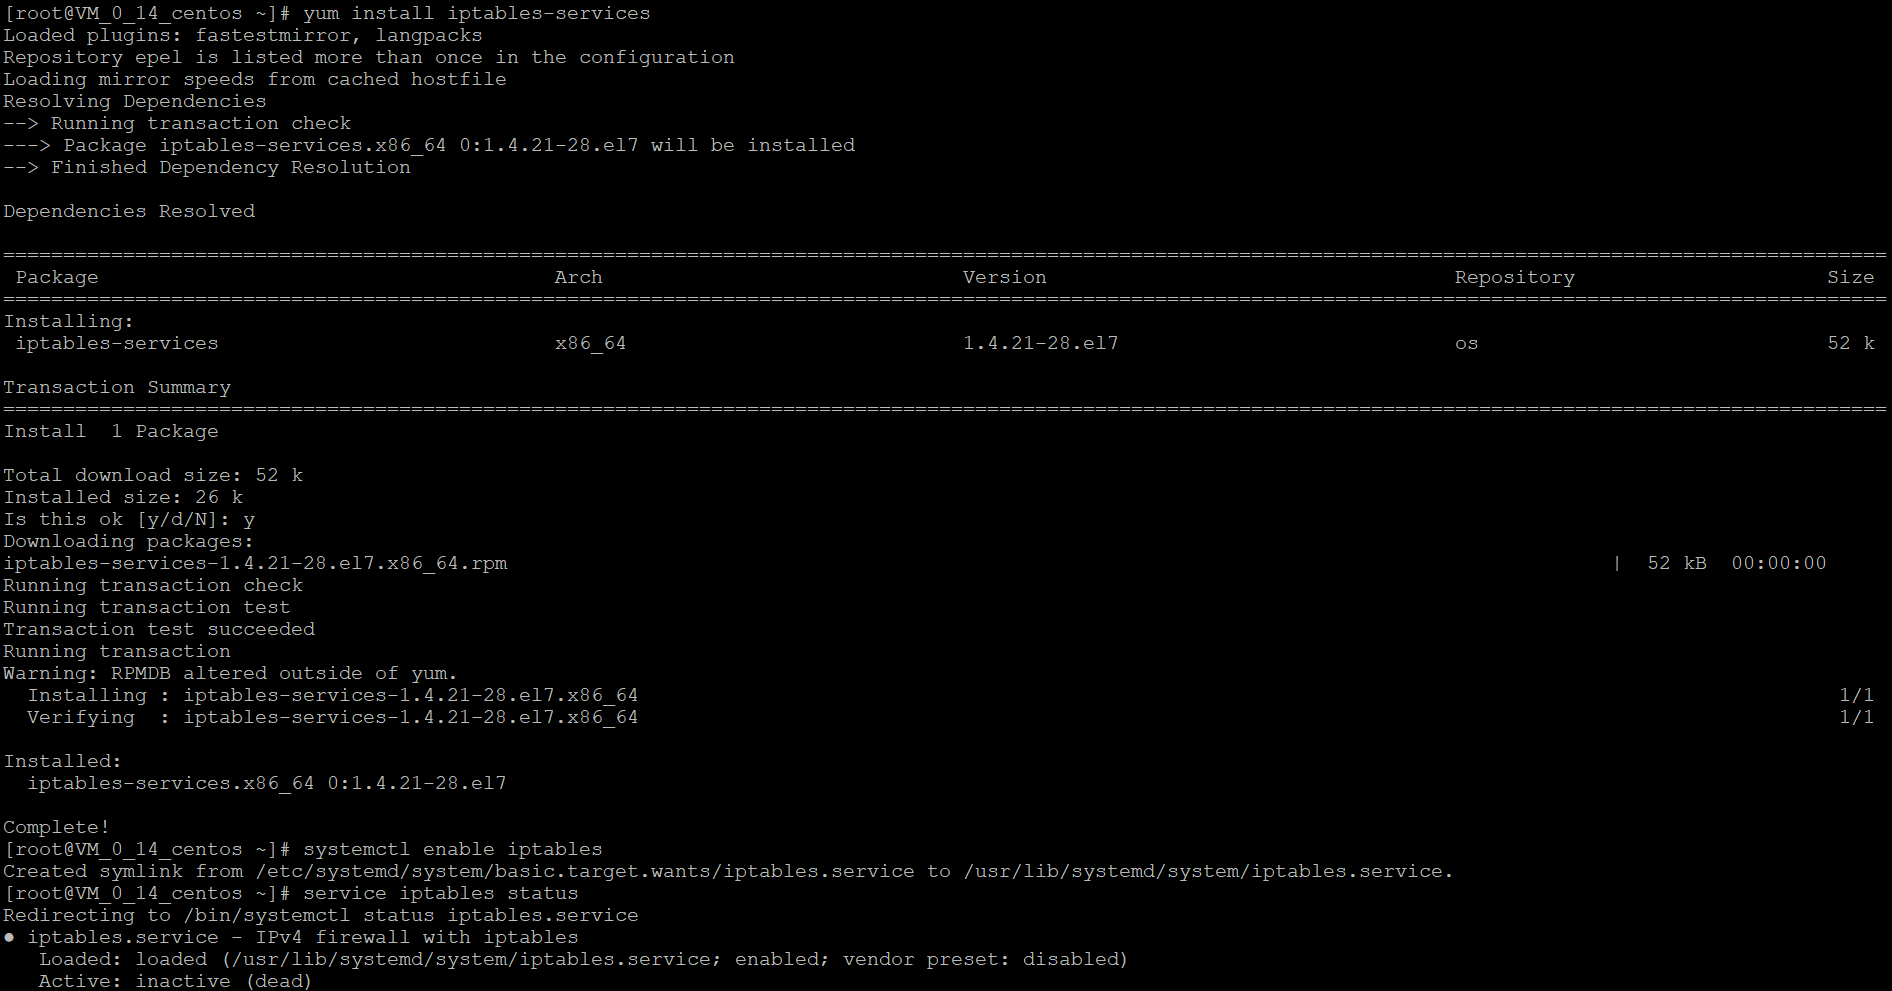 [root@VM_0_14_centos ~]# yum install iptables-services
Loaded plugins: fastestmirror, langpacks
Repository epel is listed more than once in the configuration
Loading mirror speeds from cached hostfile
Resolving Dependencies
--> Running transaction check
---> Package iptables-services.x86_64 0:1.4.21-28.el7 will be installed
--> Finished Dependency Resolution

Dependencies Resolved

================================================================================
 Package    Arch    Version    Repository    Size
================================================================================
Installing:
 iptables-services    x86_64    1.4.21-28.el7    os    52 k

Transaction Summary
================================================================================
Install  1 Package

Total download size: 52 k
Installed size: 26 k
Is this ok [y/d/N]: y
Downloading packages:
iptables-services-1.4.21-28.el7.x86_64.rpm    |  52 kB  00:00:00
Running transaction check
Running transaction test
Transaction test succeeded
Running transaction
Warning: RPMDB altered outside of yum.
  Installing : iptables-services-1.4.21-28.el7.x86_64    1/1
  Verifying  : iptables-services-1.4.21-28.el7.x86_64    1/1

Installed:
  iptables-services.x86_64 0:1.4.21-28.el7

Complete!
[root@VM_0_14_centos ~]# systemctl enable iptables
Created symlink from /etc/systemd/system/basic.target.wants/iptables.service to /usr/lib/systemd/system/iptables.service.
[root@VM_0_14_centos ~]# service iptables status
Redirecting to /bin/systemctl status iptables.service
● iptables.service - IPv4 firewall with iptables
   Loaded: loaded (/usr/lib/systemd/system/iptables.service; enabled; vendor preset: disabled)
   Active: inactive (dead)